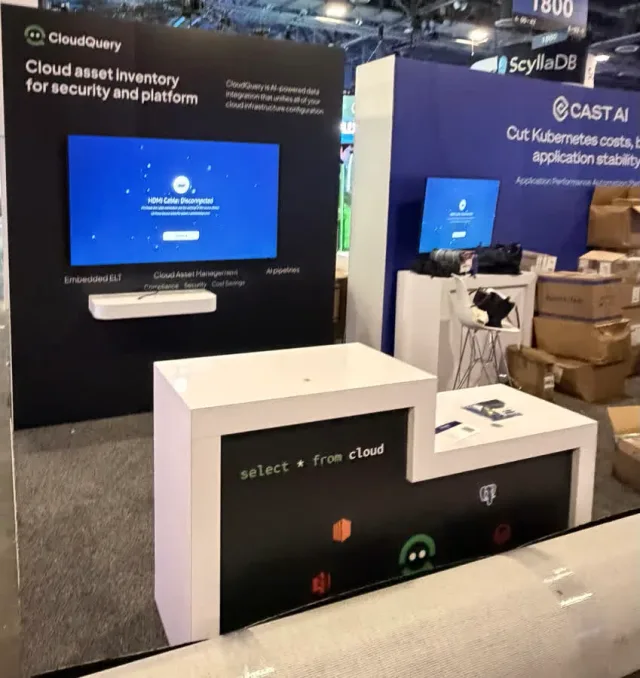 CloudQuery
Cloud asset inventory
for security and platform
CloudQuery is AI-powered data
integration that unifies all of your
cloud infrastructure configuration
HDMI Cable: Disconnected
Embedded ELT
Cloud Asset Management
AI pipelines
Compliance Security Cost Savings
select * from cloud
1800
ScyllaDB
CAST AI
Cut Kubernetes costs, b
application stability
Application Performance Automation